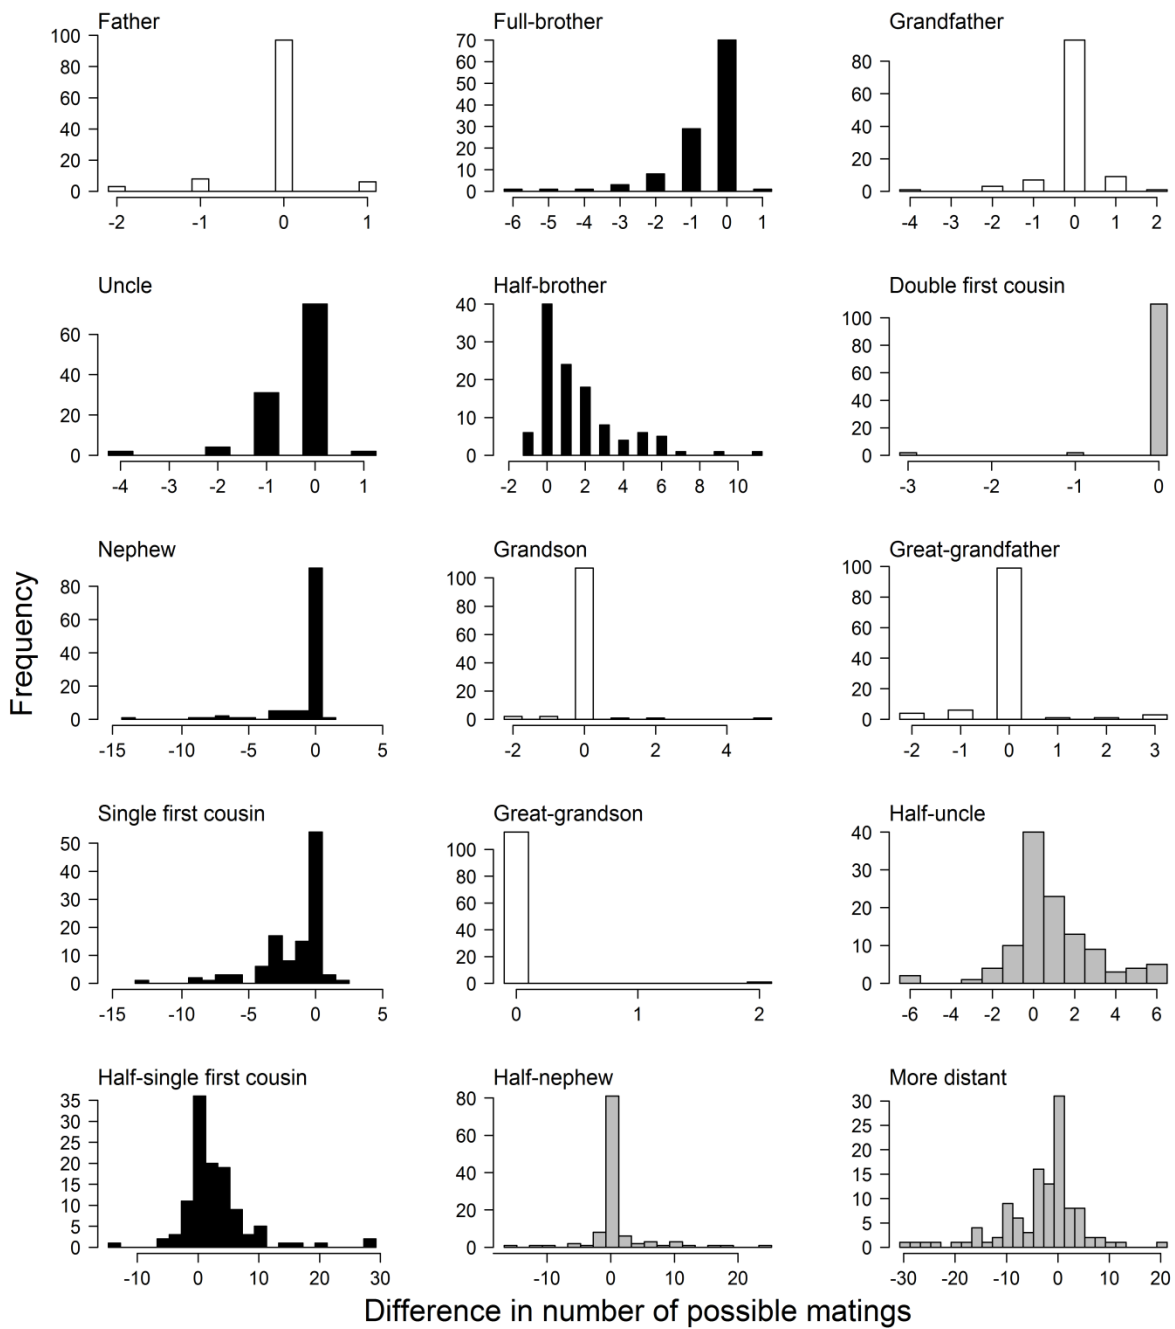 Father
100
80
60
40
20
0
-2 -1 0 1
Full-brother
70
60
50
40
30
20
10
0
-6 -5 -4 -3 -2 -1 0 1
Grandfather
80
60
40
20
0
-4 -3 -2 -1 0 1 2
Uncle
60
40
20
0
-4 -3 -2 -1 0 1
Half-brother
40
30
20
10
0
-2 0 2 4 6 8 10
Double first cousin
100
80
60
40
20
0
-3 -2 -1 0
Nephew
80
60
40
20
0
-15 -10 -5 0 5
Grandson
100
80
60
40
20
0
-2 0 2 4
Great-grandfather
100
80
60
40
20
0
-2 -1 0 1 2 3
Single first cousin
50
40
30
20
10
0
-15 -10 -5 0 5
Great-grandson
100
80
60
40
20
0
0 1 2
Half-uncle
40
30
20
10
0
-6 -4 -2 0 2 4 6
Half-single first cousin
35
30
25
20
15
10
5
0
-10 0 10 20 30
Half-nephew
80
60
40
20
0
-10 0 10 20
More distant
30
25
20
15
10
5
0
-30 -20 -10 0 10 20
Frequency
Difference in number of possible matings